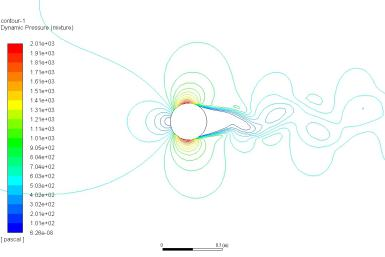 contour-1
Dynamic Pressure (mixture)
2.01e+03
1.91e+03
1.81e+03
1.71e+03
1.61e+03
1.51e+03
1.41e+03
1.31e+03
1.21e+03
1.11e+03
1.01e+03
9.05e+02
8.04e+02
7.04e+02
6.03e+02
5.03e+02
4.02e+02
3.02e+02
2.01e+02
1.01e+02
6.26e-08
[ pascal ]
0
0.1 (m)